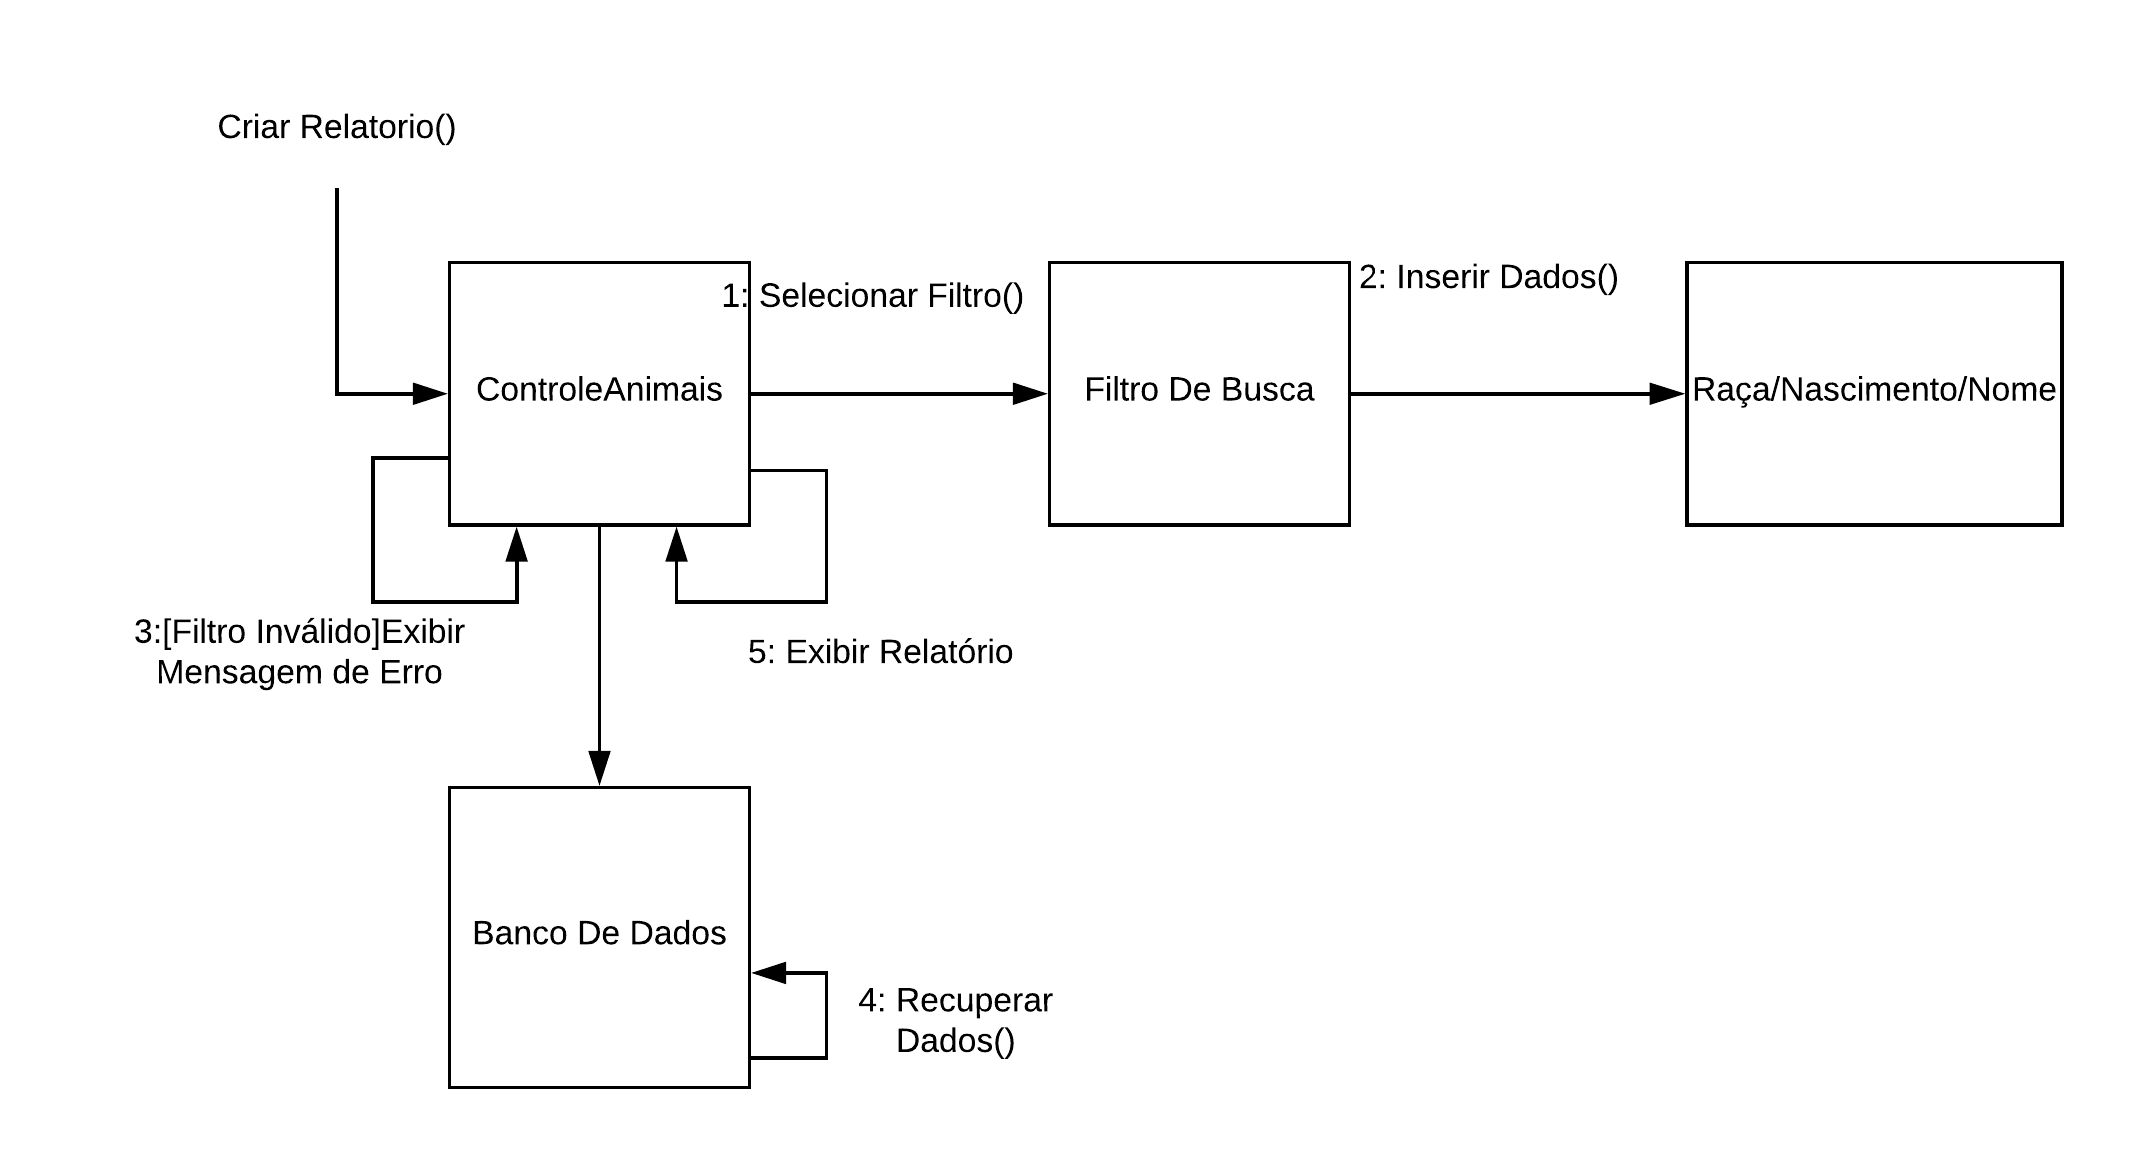 Criar Relatorio()
1: Selecionar Filtro()
2: Inserir Dados()
ControleAnimais
Filtro De Busca
Raça/Nascimento/Nome
3:[Filtro Inválido]Exibir
Mensagem de Erro
5: Exibir Relatório
Banco De Dados
4: Recuperar
Dados()